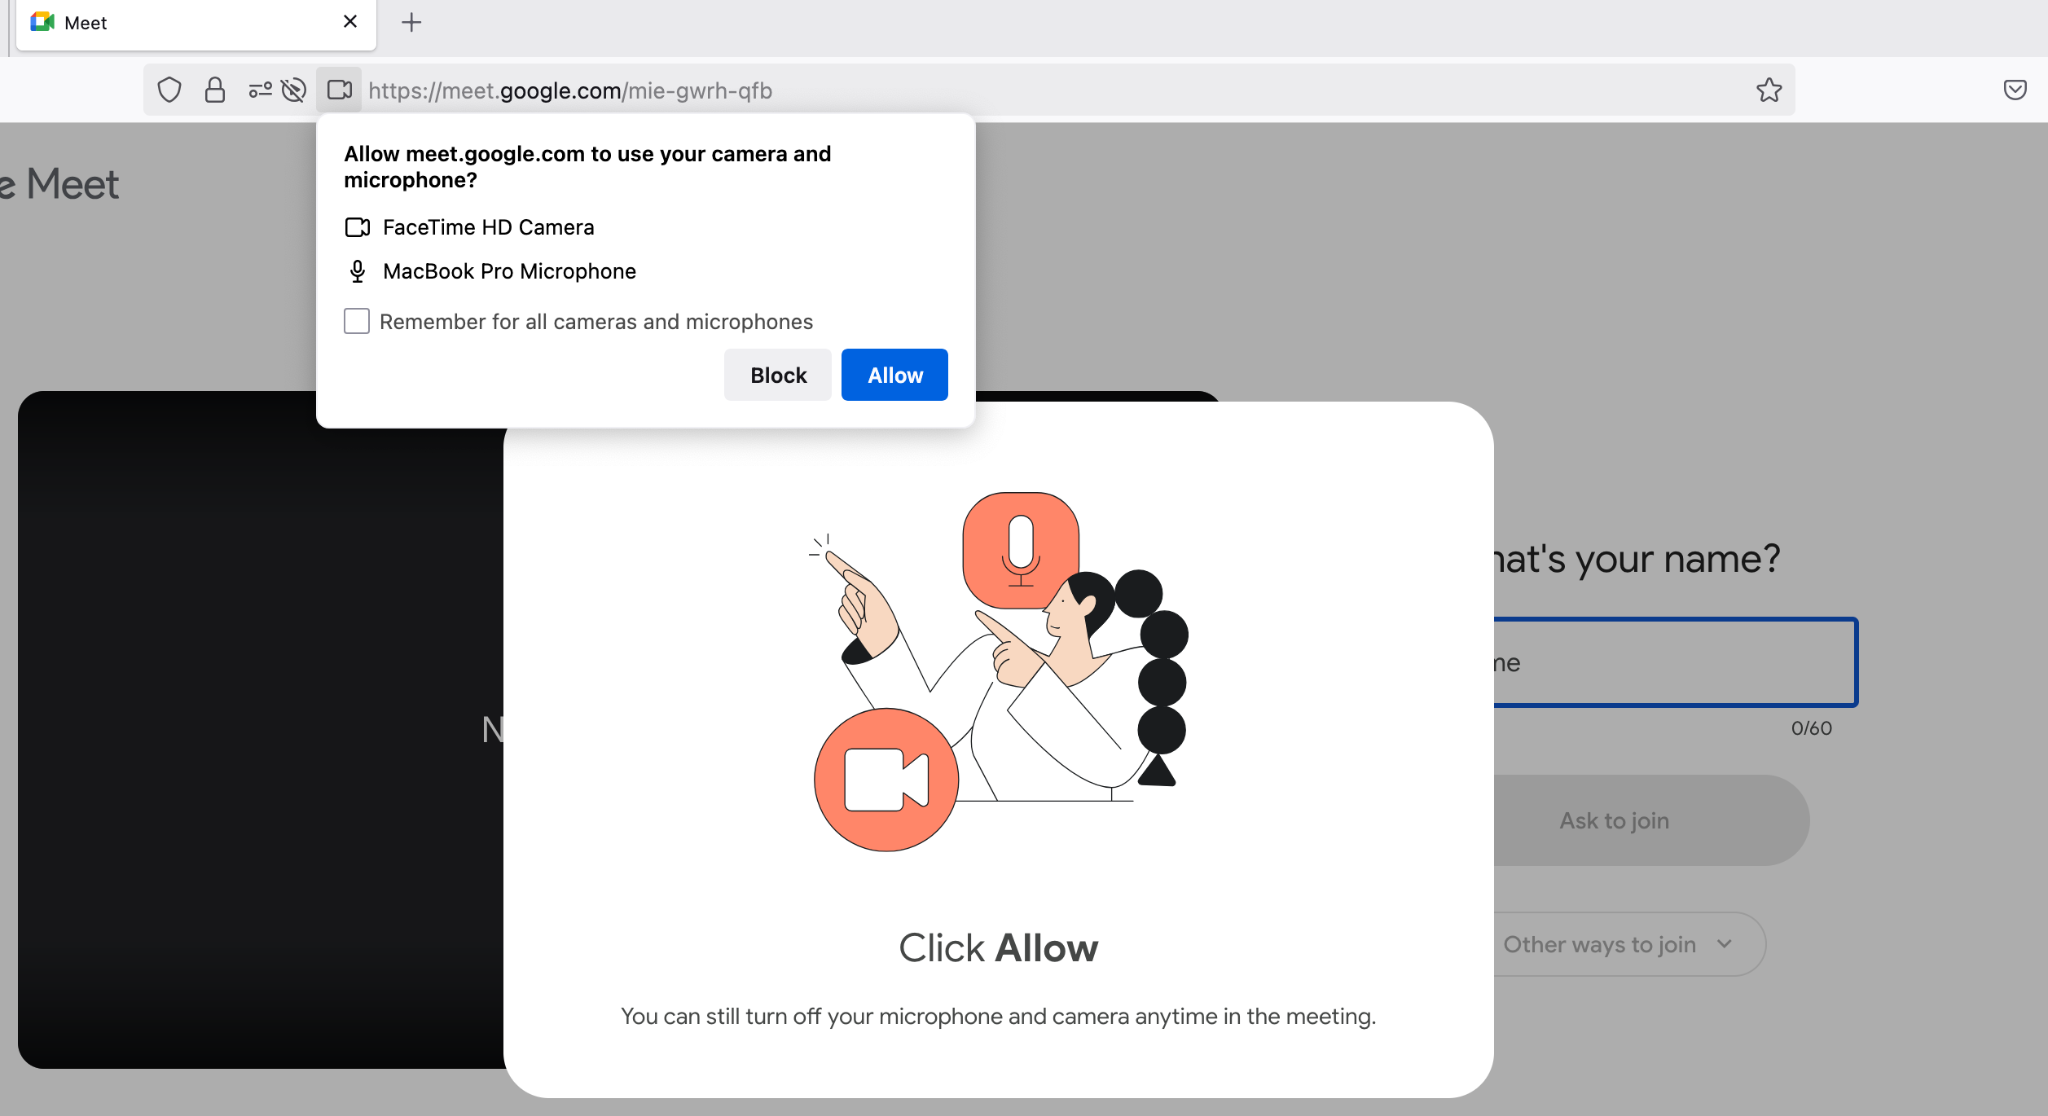 Meet
https://meet.google.com/mie-gwrh-qfb
Allow meet.google.com to use your camera and
microphone?
FaceTime HD Camera
MacBook Pro Microphone
Remember for all cameras and microphones
Block
Allow
e Meet
N
hat's your name?
me
0/60
Ask to join
Other ways to join
Click Allow
You can still turn off your microphone and camera anytime in the meeting.